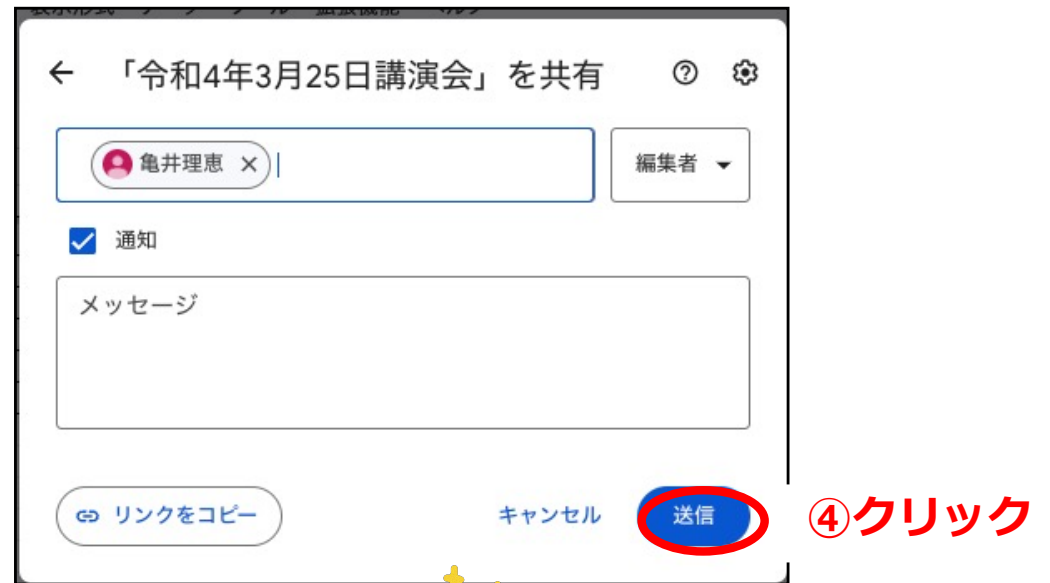 「令和4年3月25日講演会」を共有
亀井理恵
編集者
通知
メッセージ
リンクをコピー
キャンセル
送信
④クリック